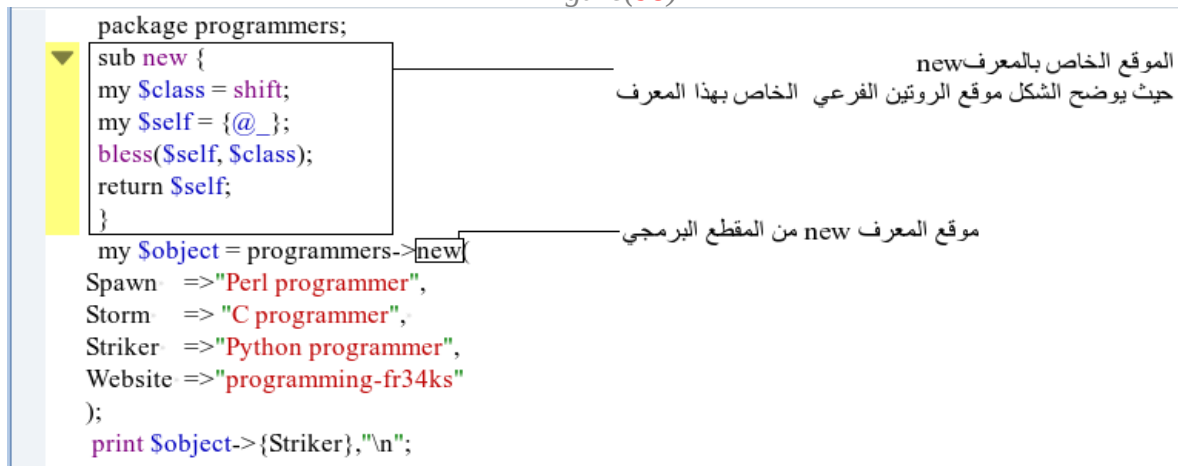 package programmers;
sub new {
my $class = shift;
my $self = {@_};
bless($self, $class);
return $self;
}
my $object = programmers->new(
Spawn =>"Perl programmer",
Storm => "C programmer",
Striker =>"Python programmer",
Website =>"programming-fr34ks"
);
print $object->{Striker},"\n";
الموقع الخاص بالمعرفnew
حيث يوضح الشكل موقع الروتين الفرعي الخاص بهذا المعرف
موقع المعرف new من المقطع البرمجي